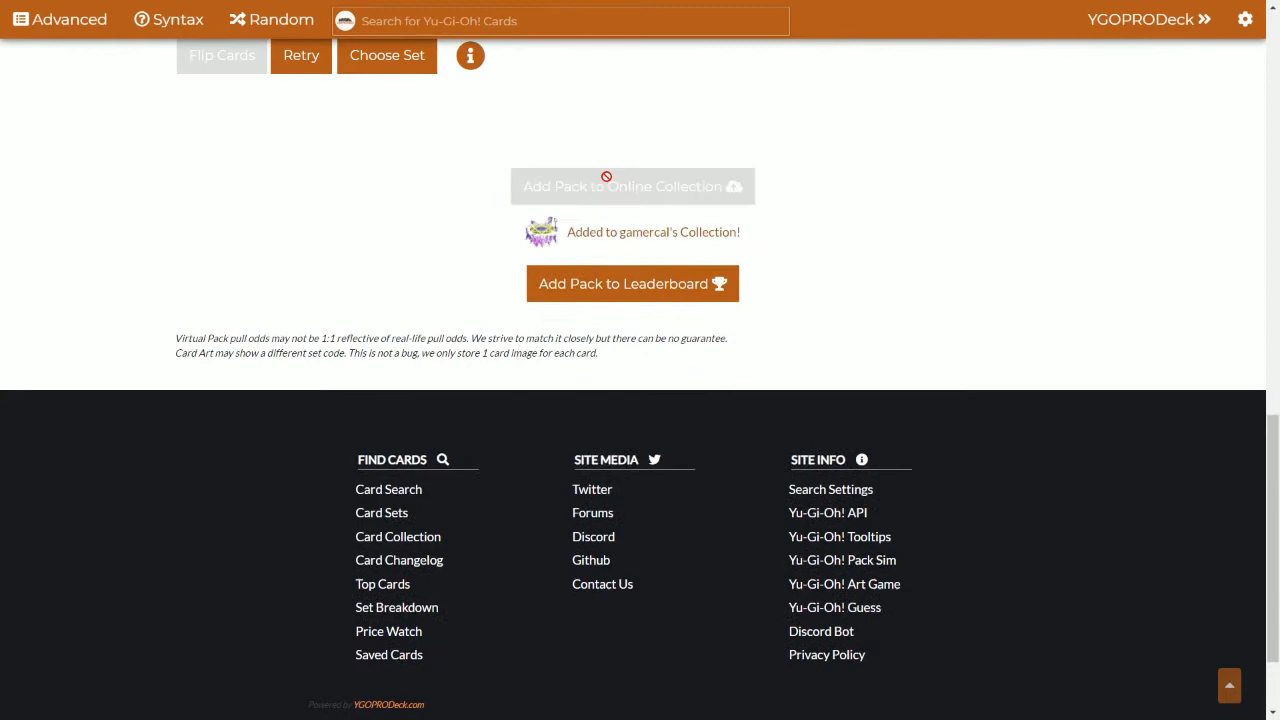 Advanced
Syntax
Random
Search for Yu-Gi-Oh! Cards
YGOPRODeck
Flip Cards
Retry
Choose Set
Add Pack to Online Collection
Added to gamercal's Collection!
Add Pack to Leaderboard
Virtual Pack pull odds may not be 1:1 reflective of real-life pull odds. We strive to match it closely but there can be no guarantee.
Card Art may show a different set code. This is not a bug, we only store 1 card image for each card.
FIND CARDS
Card Search
Card Sets
Card Collection
Card Changelog
Top Cards
Set Breakdown
Price Watch
Saved Cards
SITE MEDIA
Twitter
Forums
Discord
Github
Contact Us
SITE INFO
Search Settings
Yu-Gi-Oh! API
Yu-Gi-Oh! Tooltips
Yu-Gi-Oh! Pack Sim
Yu-Gi-Oh! Art Game
Yu-Gi-Oh! Guess
Discord Bot
Privacy Policy
Powered by YGOPRODeck.com